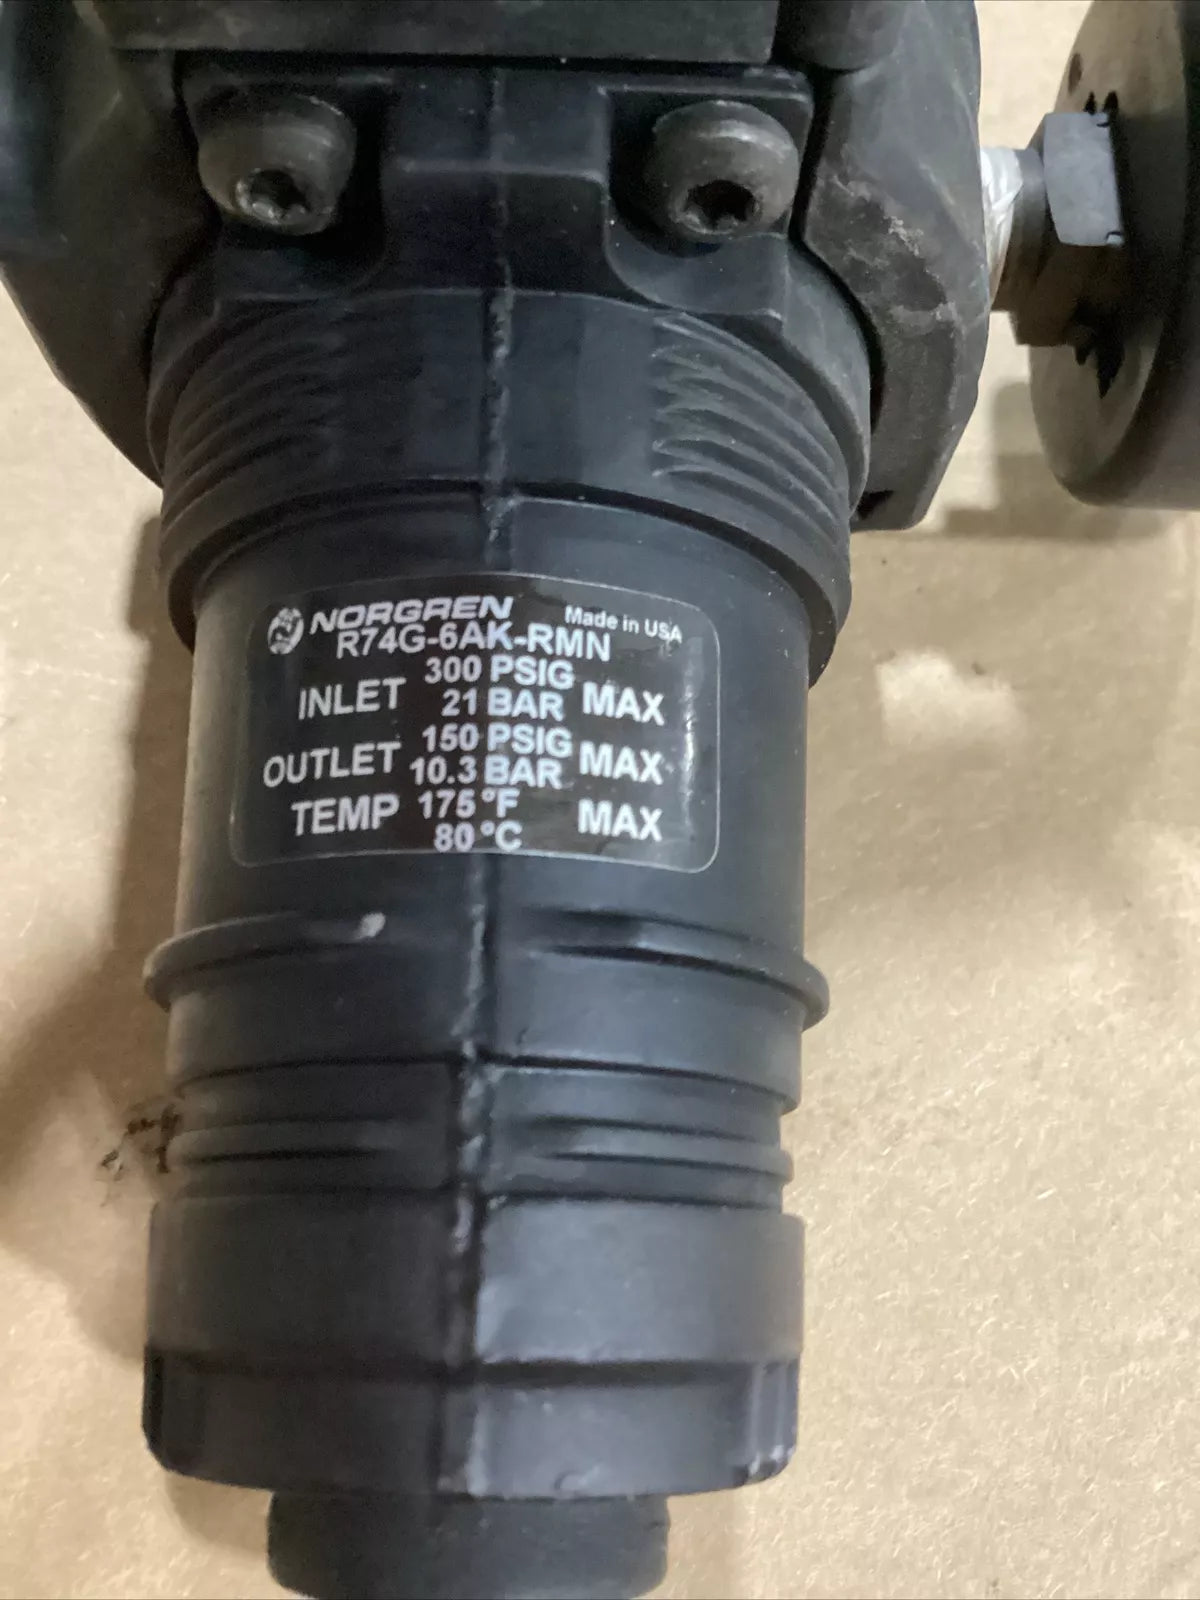 NORGREN Made in USA
R74G-6AK-RMN
INLET 300 PSIG 21 BAR MAX
OUTLET 150 PSIG 10.3 BAR MAX
TEMP 175°F 80°C MAX